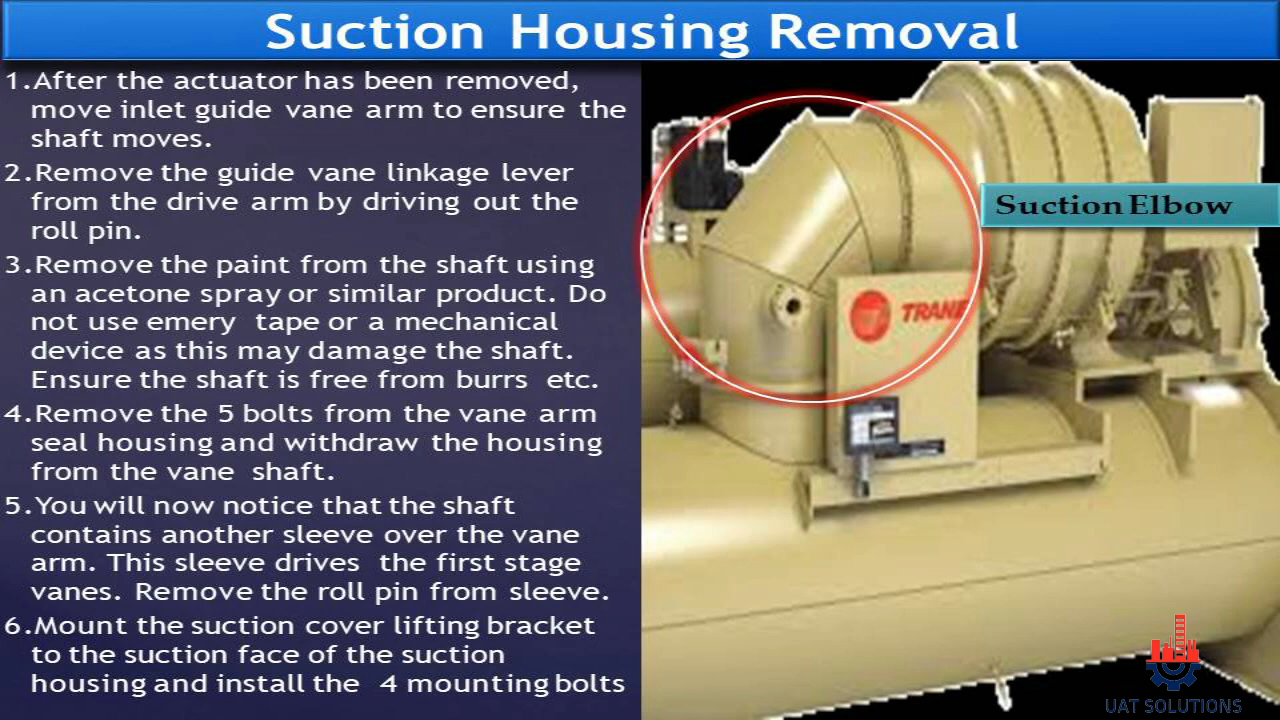 Suction Housing Removal
1.After the actuator has been removed,
move inlet guide vane arm to ensure the
shaft moves.
2.Remove the guide vane linkage lever
from the drive arm by driving out the
roll pin.
3.Remove the paint from the shaft using
an acetone spray or similar product. Do
not use emery tape or a mechanical
device as this may damage the shaft.
Ensure the shaft is free from burrs etc.
4.Remove the 5 bolts from the vane arm
seal housing and withdraw the housing
from the vane shaft.
5.You will now notice that the shaft
contains another sleeve over the vane
arm. This sleeve drives the first stage
vanes. Remove the roll pin from sleeve.
6.Mount the suction cover lifting bracket
to the suction face of the suction
housing and install the 4 mounting bolts
Suction Elbow
TRANE
UAT SOLUTIONS